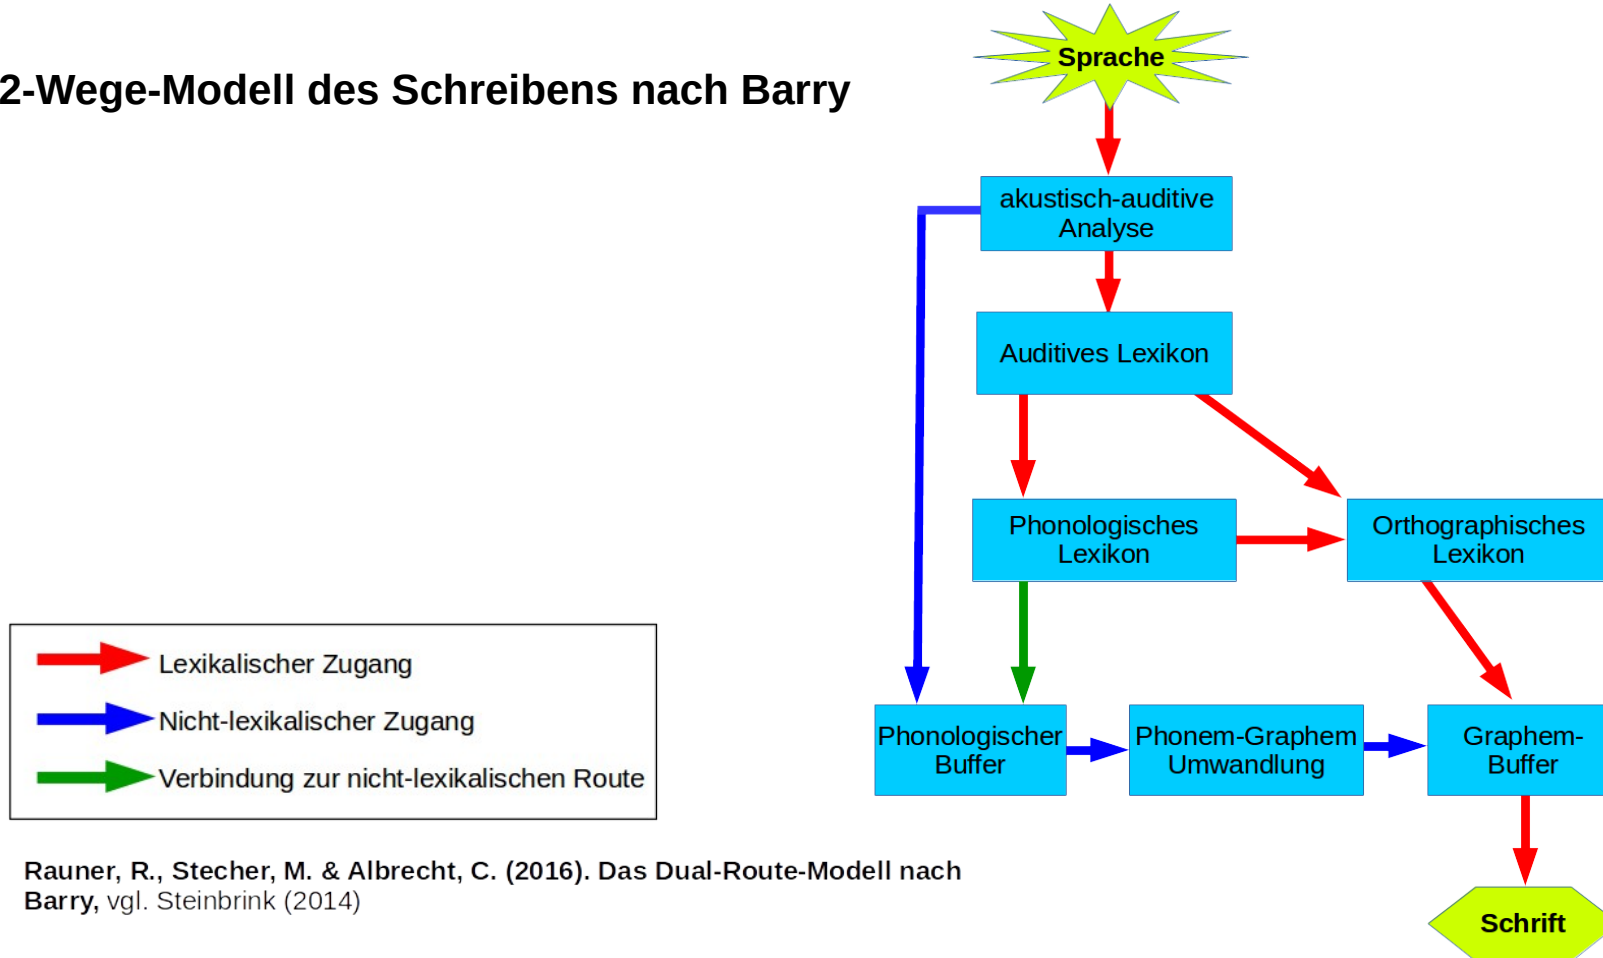 2-Wege-Modell des Schreibens nach Barry
Sprache
akustisch-auditive
Analyse
Auditives Lexikon
Phonologisches
Lexikon
Orthographisches
Lexikon
Phonologischer
Buffer
Phonem-Graphem
Umwandlung
Graphem-
Buffer
Schrift
Lexikalischer Zugang
Nicht-lexikalischer Zugang
Verbindung zur nicht-lexikalischen Route
Rauner, R., Stecher, M. & Albrecht, C. (2016). Das Dual-Route-Modell nach
Barry, vgl. Steinbrink (2014)